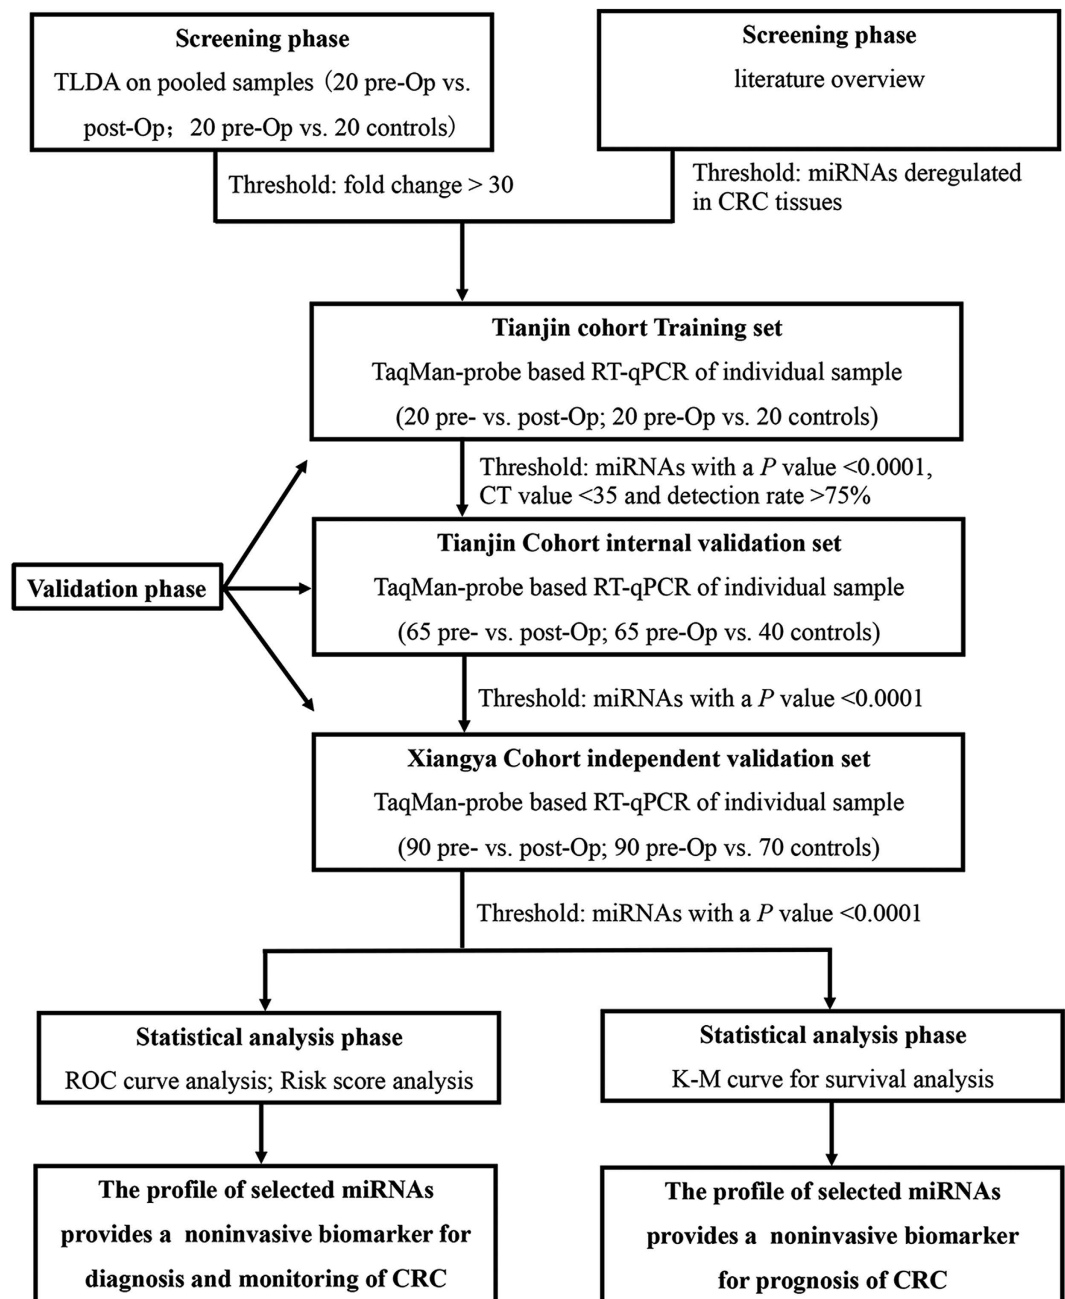 Screening phase
TLDA on pooled samples（20 pre-Op vs.
post-Op；20 pre-Op vs. 20 controls）
Screening phase
literature overview
Threshold: fold change > 30
Threshold: miRNAs deregulated
in CRC tissues
Tianjin cohort Training set
TaqMan-probe based RT-qPCR of individual sample
(20 pre- vs. post-Op; 20 pre-Op vs. 20 controls)
Threshold: miRNAs with a P value <0.0001,
CT value <35 and detection rate >75%
Validation phase
Tianjin Cohort internal validation set
TaqMan-probe based RT-qPCR of individual sample
(65 pre- vs. post-Op; 65 pre-Op vs. 40 controls)
Threshold: miRNAs with a P value <0.0001
Xiangya Cohort independent validation set
TaqMan-probe based RT-qPCR of individual sample
(90 pre- vs. post-Op; 90 pre-Op vs. 70 controls)
Threshold: miRNAs with a P value <0.0001
Statistical analysis phase
ROC curve analysis; Risk score analysis
Statistical analysis phase
K-M curve for survival analysis
The profile of selected miRNAs
provides a noninvasive biomarker for
diagnosis and monitoring of CRC
The profile of selected miRNAs
provides a noninvasive biomarker
for prognosis of CRC